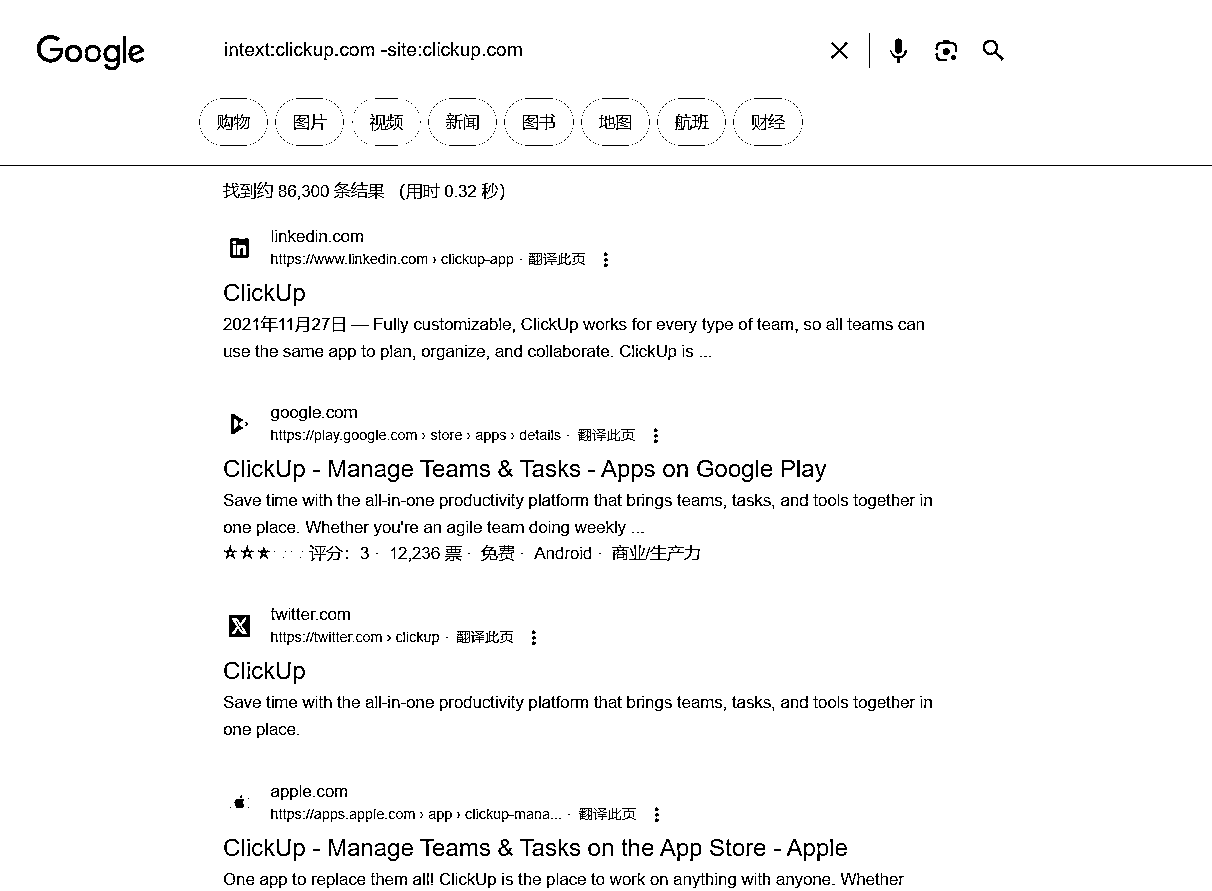 Google
intext:clickup.com -site:clickup.com
购物 图片 视频 新闻 图书 地图 航班 财经
找到约 86,300 条结果 （用时 0.32 秒）
linkedin.com
https://www.linkedin.com › clickup-app · 翻译此页
ClickUp
2021年11月27日 — Fully customizable, ClickUp works for every type of team, so all teams can
use the same app to plan, organize, and collaborate. ClickUp is ...
google.com
https://play.google.com › store › apps › details · 翻译此页
ClickUp - Manage Teams & Tasks - Apps on Google Play
Save time with the all-in-one productivity platform that brings teams, tasks, and tools together in
one place. Whether you're an agile team doing weekly ...
评分：3 · 12,236 票 · 免费 · Android · 商业/生产力
twitter.com
https://twitter.com › clickup · 翻译此页
ClickUp
Save time with the all-in-one productivity platform that brings teams, tasks, and tools together in
one place.
apple.com
https://apps.apple.com › app › clickup-mana... · 翻译此页
ClickUp - Manage Teams & Tasks on the App Store - Apple
One app to replace them all! ClickUp is the place to work on anything with anyone. Whether